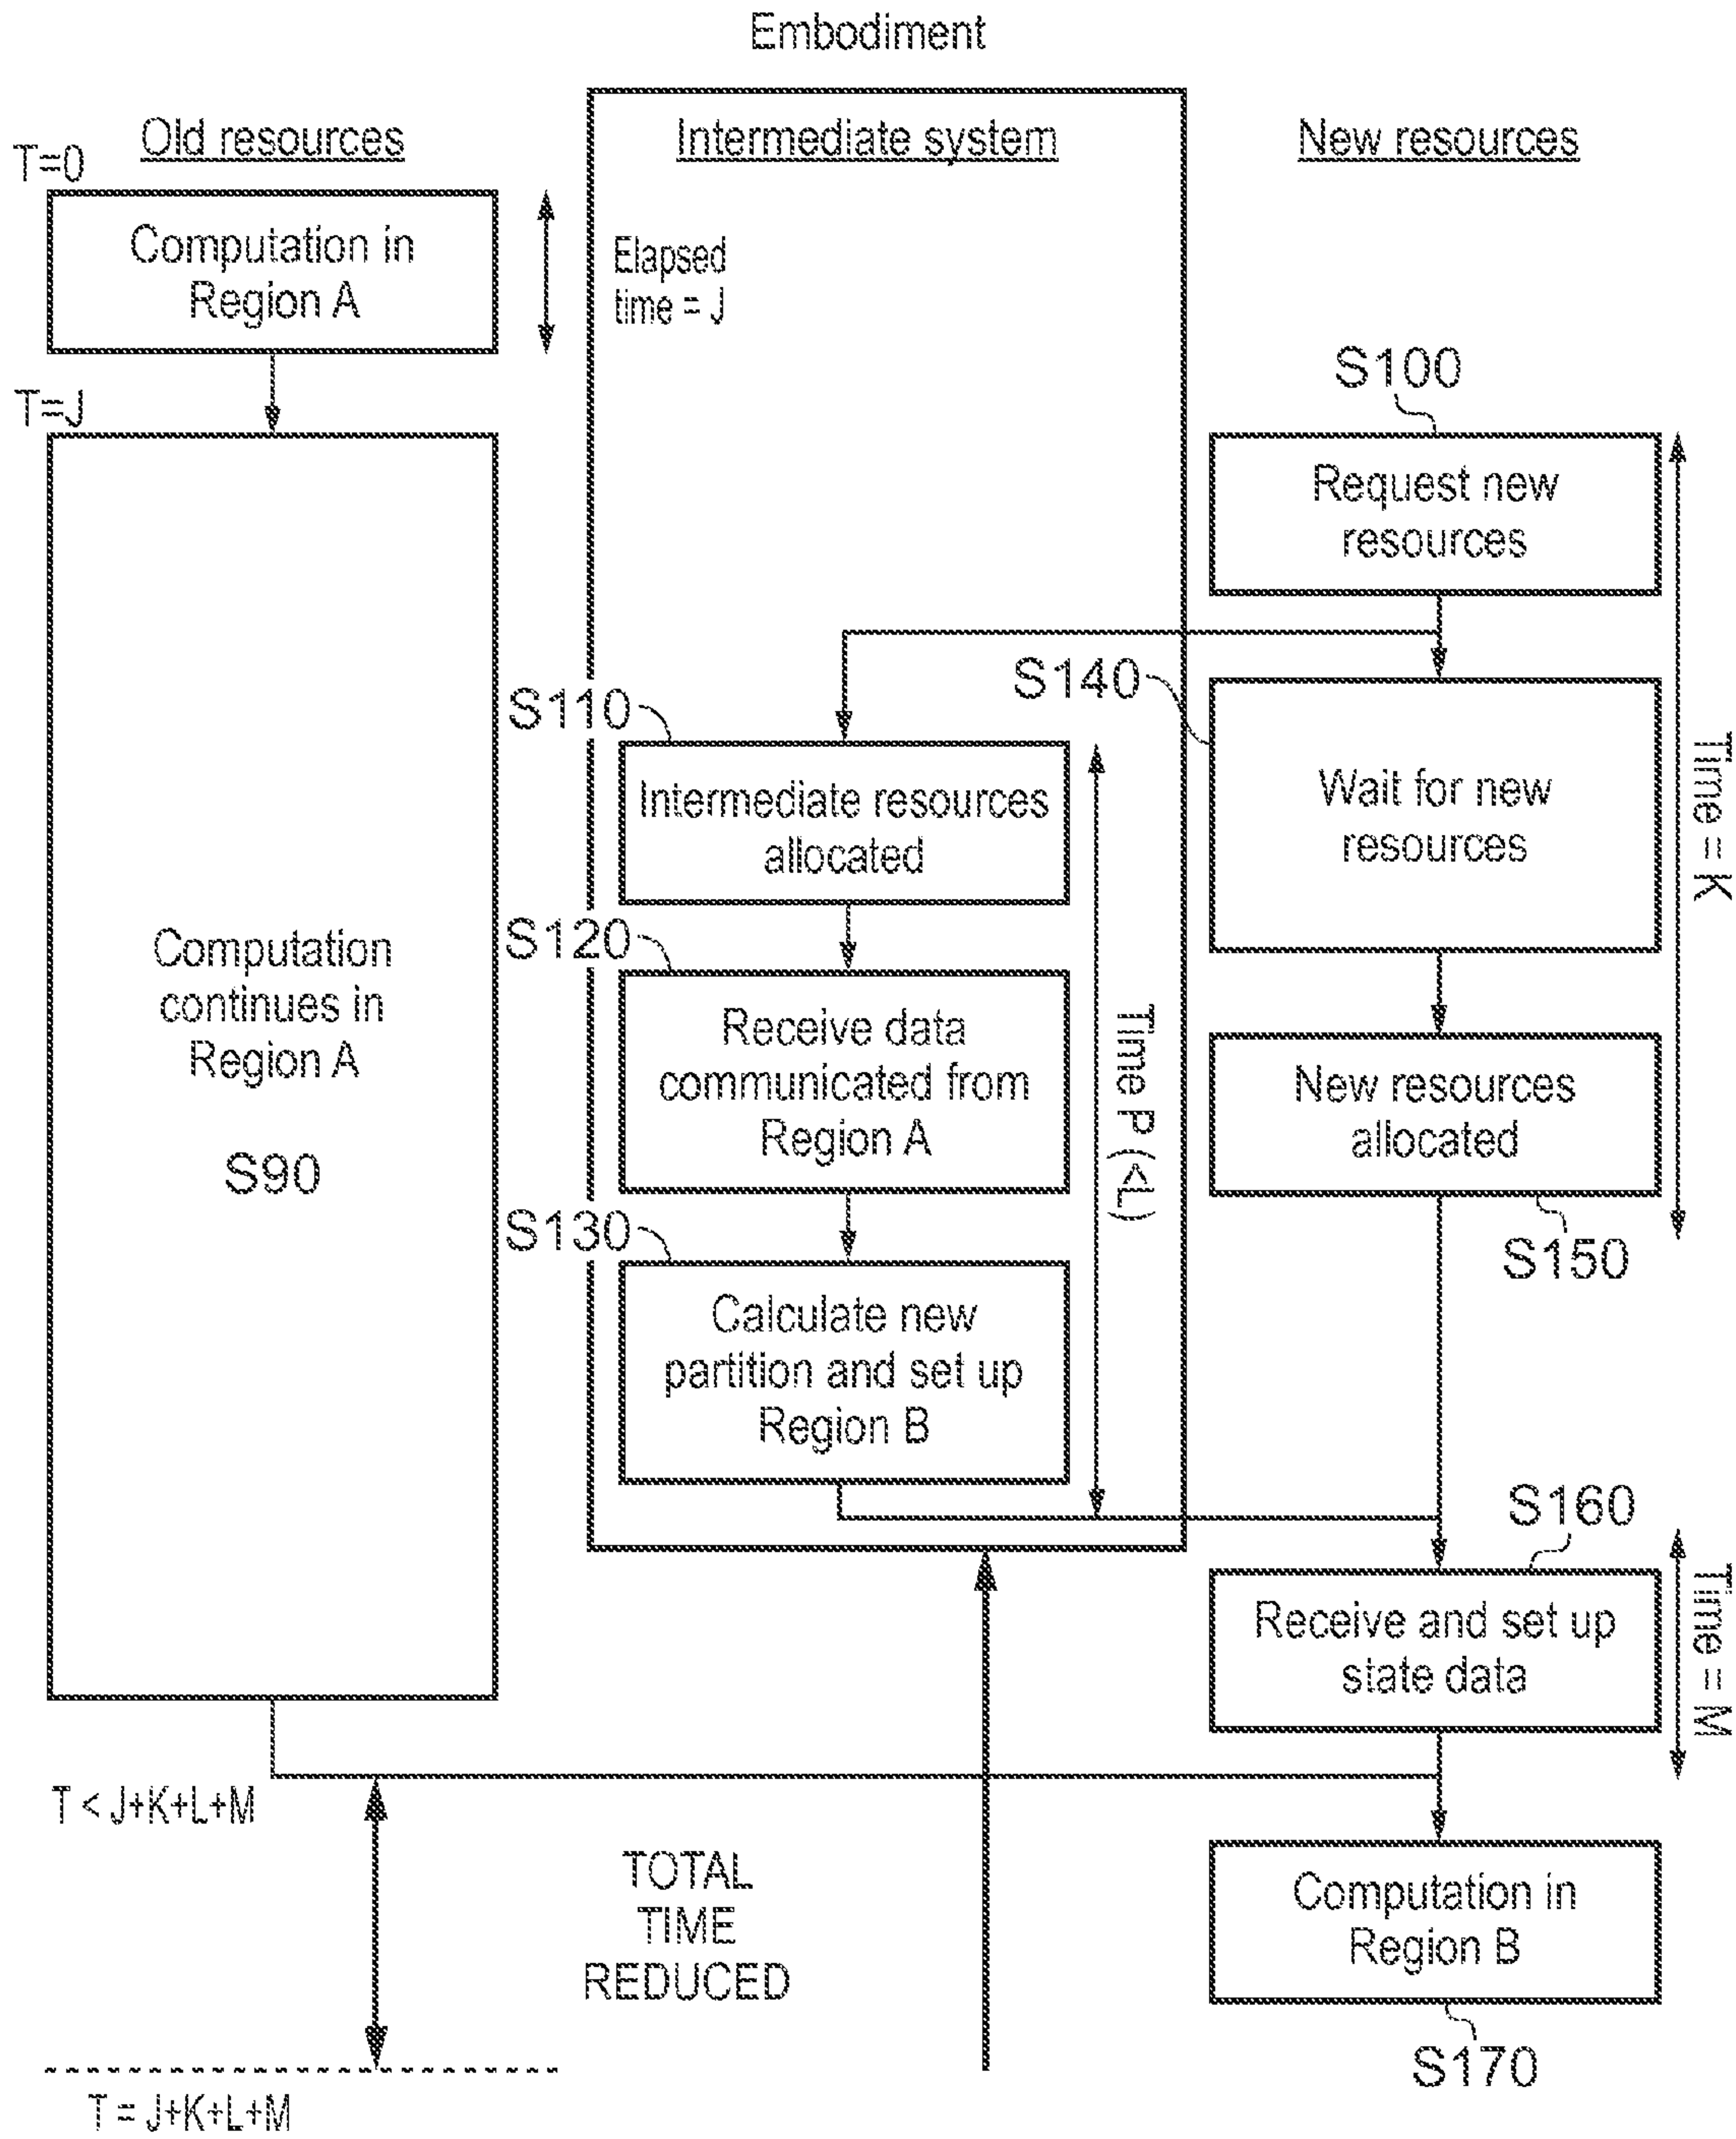 Embodiment
Old resources
Intermediate system
New resources
T=0
Computation in
Region A
Elapsed
time = J
T=J
S100
Request new
resources
S140
Time = K
S110
Intermediate resources
allocated
Wait for new
resources
Computation
continues in
Region A
S90
S120
Receive data
communicated from
Region A
Time P (<L)
New resources
allocated
S150
S130
Calculate new
partition and set up
Region B
S160
Receive and set up
state data
Time = M
T < J+K+L+M
TOTAL
TIME
REDUCED
Computation in
Region B
S170
T = J+K+L+M